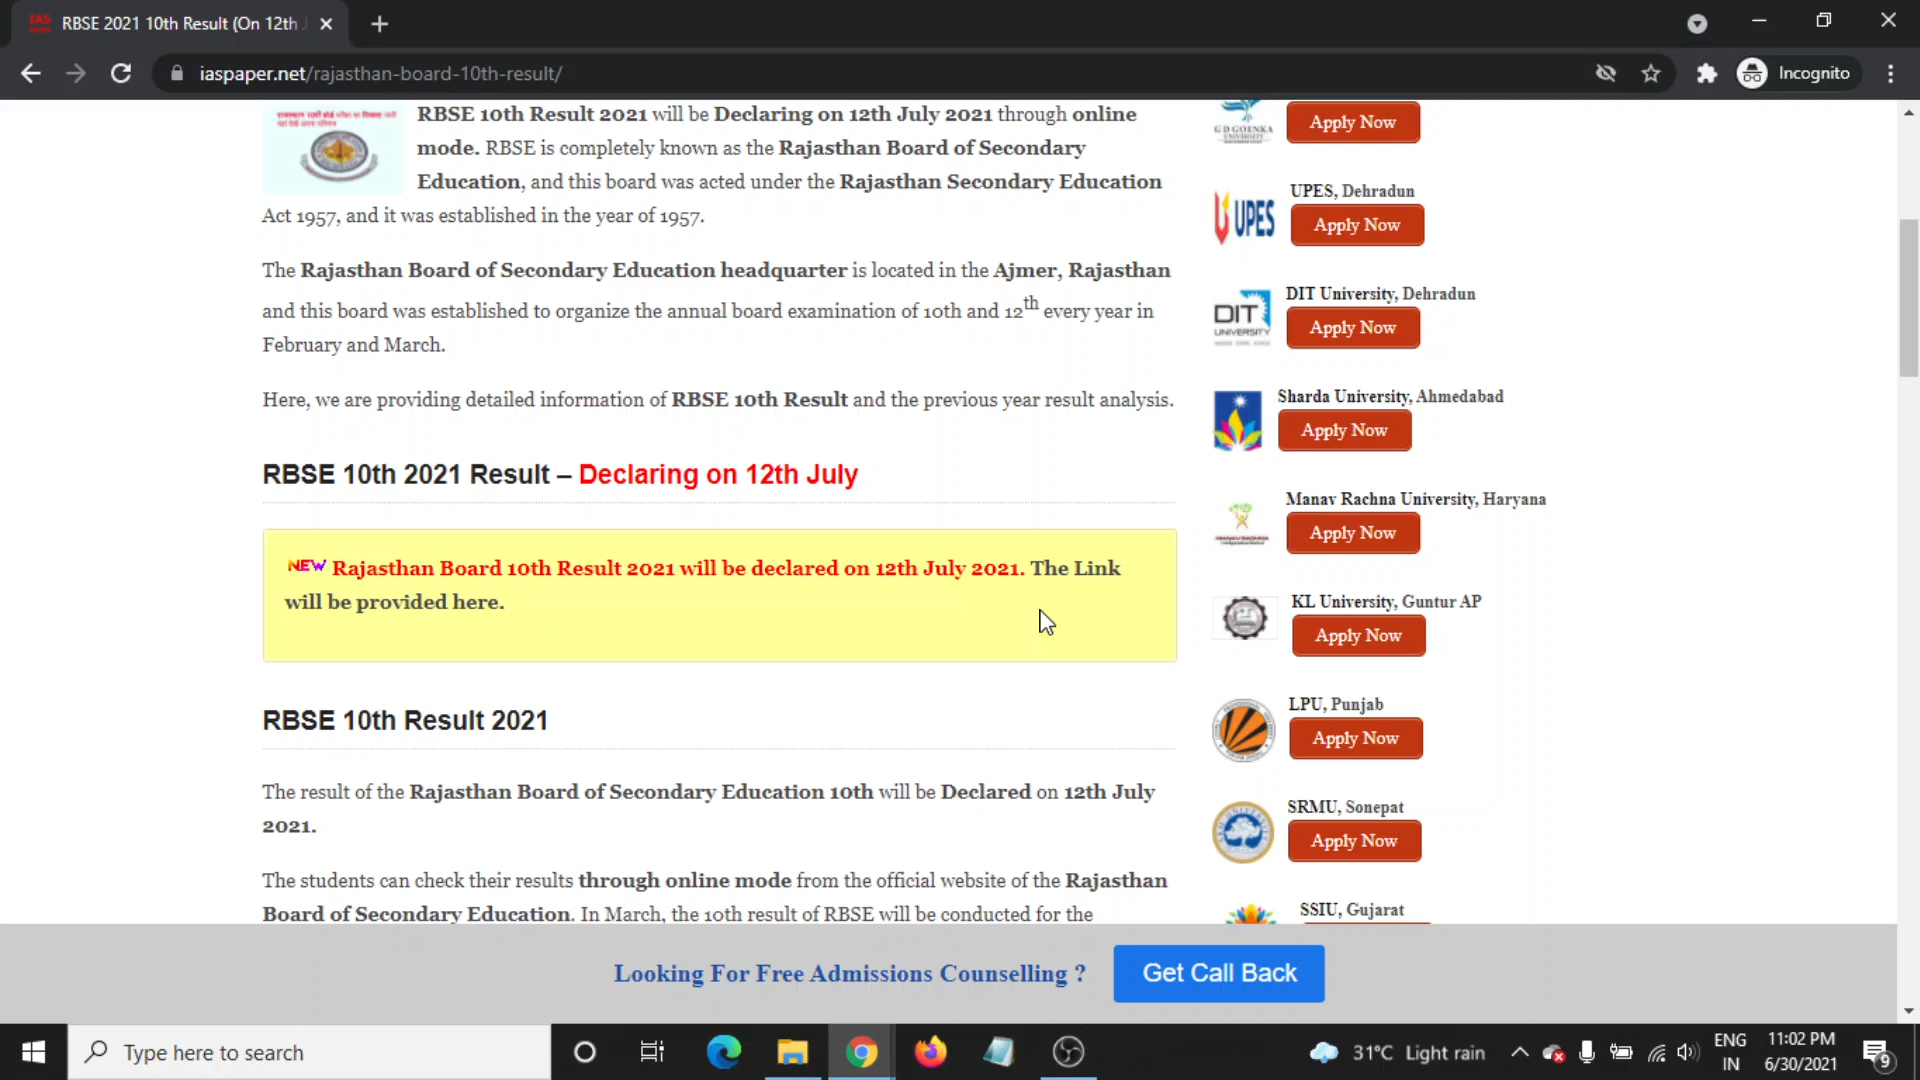 RBSE 2021 10th Result (On 12th J
iaspaper.net/rajasthan-board-10th-result/
Incognito
RBSE 10th Result 2021 will be Declaring on 12th July 2021 through online
mode. RBSE is completely known as the Rajasthan Board of Secondary
Education, and this board was acted under the Rajasthan Secondary Education
Act 1957, and it was established in the year of 1957.
The Rajasthan Board of Secondary Education headquarter is located in the Ajmer, Rajasthan
and this board was established to organize the annual board examination of 10th and 12th every year in
February and March.
Here, we are providing detailed information of RBSE 10th Result and the previous year result analysis.
RBSE 10th 2021 Result – Declaring on 12th July
NEW Rajasthan Board 10th Result 2021 will be declared on 12th July 2021. The Link
will be provided here.
RBSE 10th Result 2021
The result of the Rajasthan Board of Secondary Education 10th will be Declared on 12th July
2021.
The students can check their results through online mode from the official website of the Rajasthan
Board of Secondary Education. In March, the 10th result of RBSE will be conducted for the
G D GOENKA
UNIVERSITY
Apply Now
UPES
UPES, Dehradun
Apply Now
DIT
UNIVERSITY
DIT University, Dehradun
Apply Now
Sharda University, Ahmedabad
Apply Now
Manav Rachna University, Haryana
Apply Now
KL University, Guntur AP
Apply Now
LPU, Punjab
Apply Now
SRMU, Sonepat
Apply Now
SSIU, Gujarat
Looking For Free Admissions Counselling ?
Get Call Back
Type here to search
31°C Light rain
ENG
IN
11:02 PM
6/30/2021
9